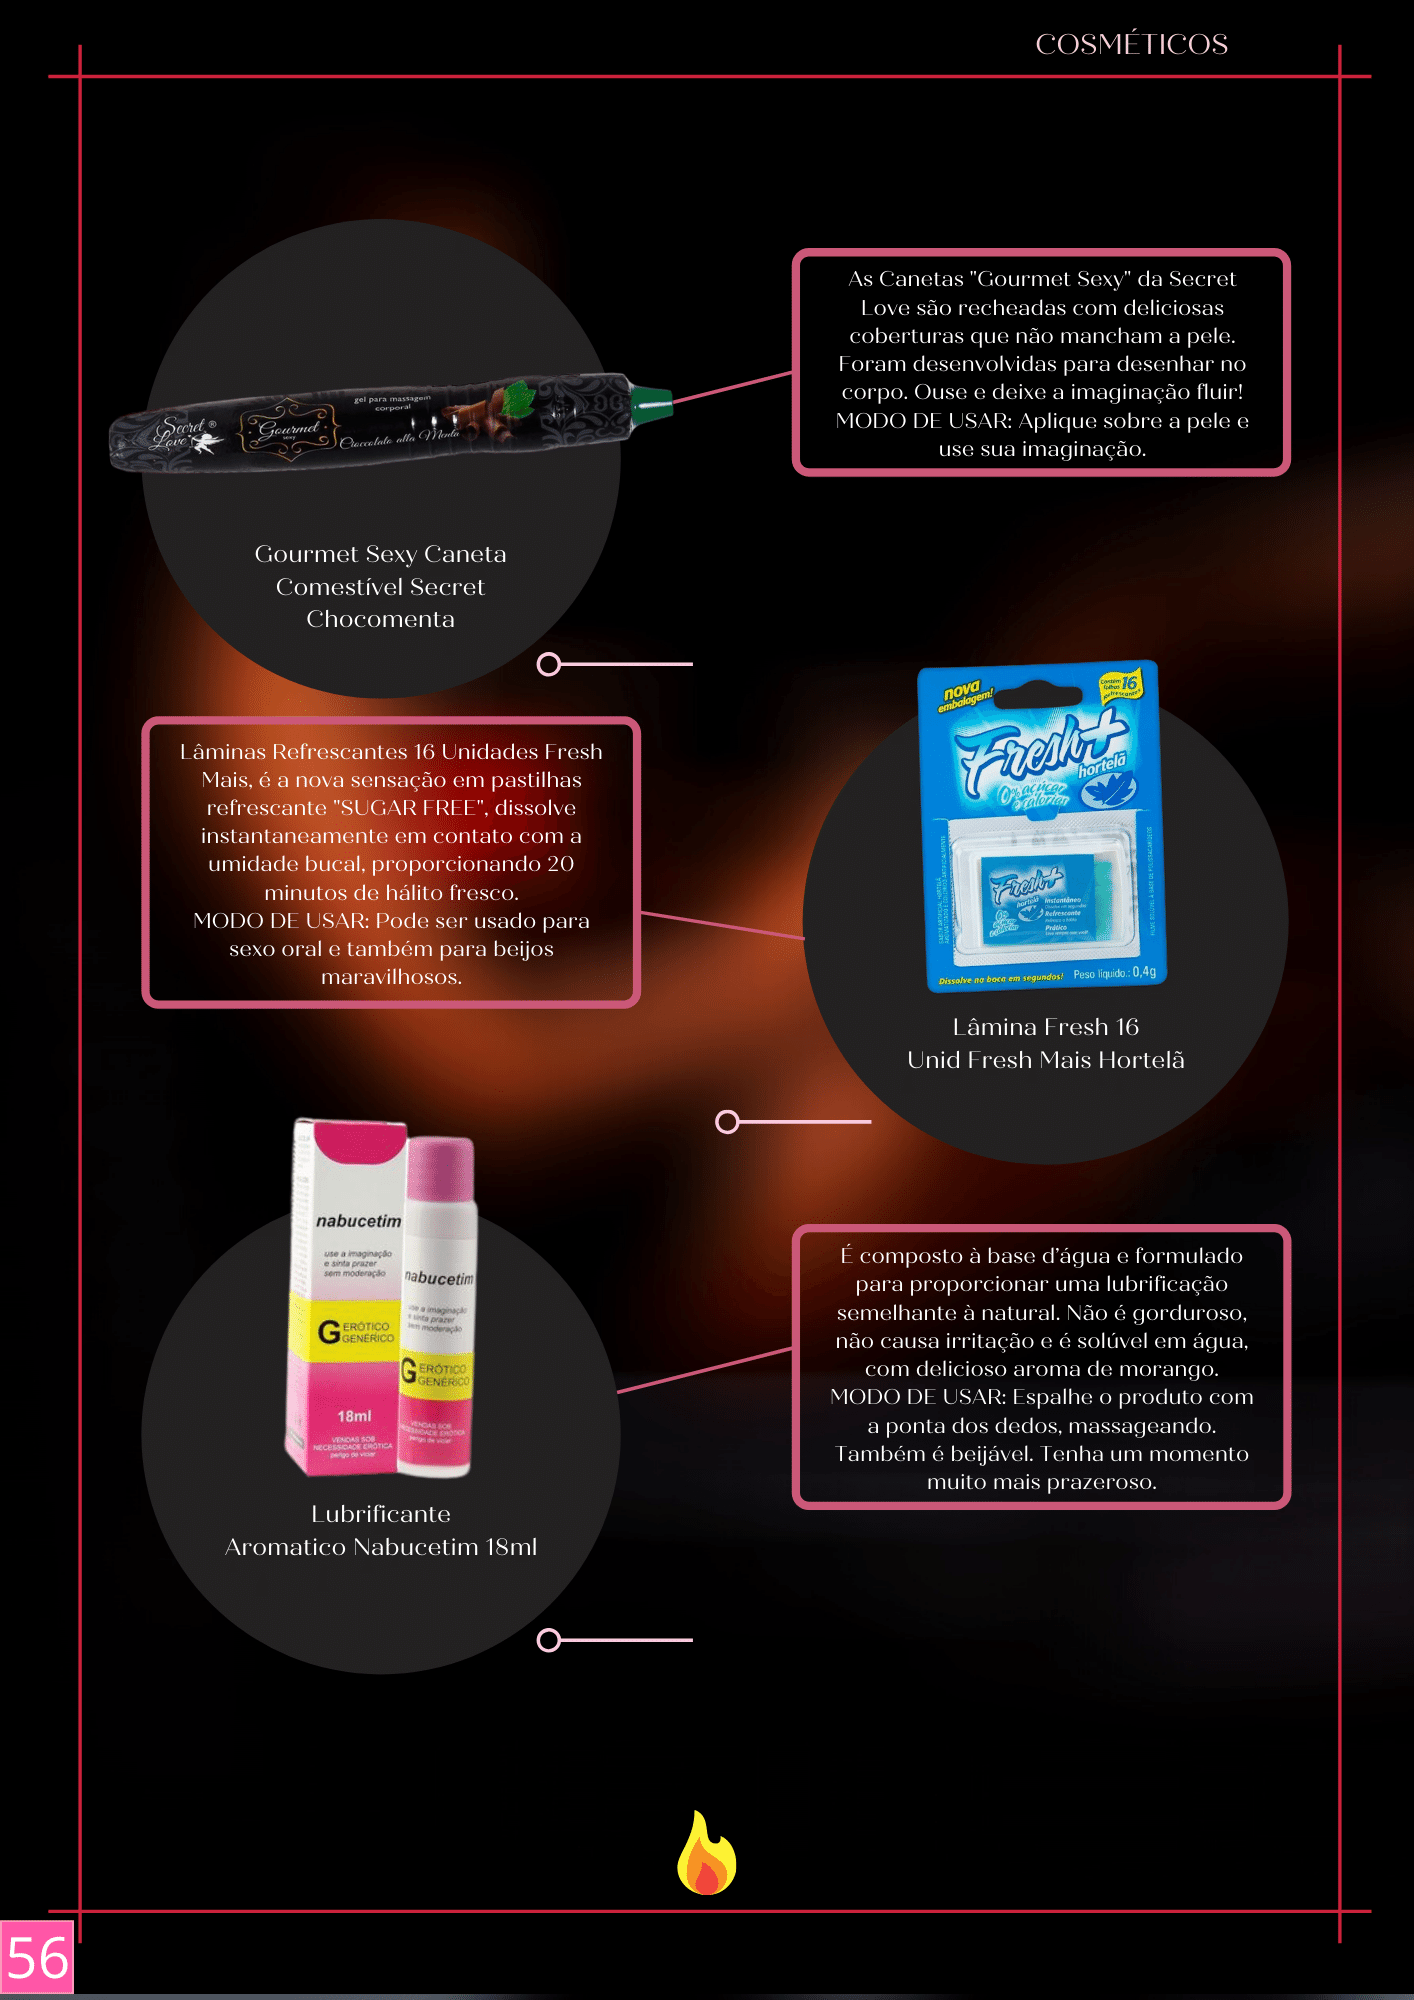 COSMÉTICOS
As Canetas "Gourmet Sexy" da Secret
Love são recheadas com deliciosas
coberturas que não mancham a pele.
Foram desenvolvidas para desenhar no
corpo. Ouse e deixe a imaginação fluir!
MODO DE USAR: Aplique sobre a pele e
use sua imaginação.
Secret
Love ®
Gourmet
sexy
gel para massagem
corporal
Cioccolato alla Menta
Gourmet Sexy Caneta
Comestível Secret
Chocomenta
Lâminas Refrescantes 16 Unidades Fresh
Mais, é a nova sensação em pastilhas
refrescante "SUGAR FREE", dissolve
instantaneamente em contato com a
umidade bucal, proporcionando 20
minutos de hálito fresco.
MODO DE USAR: Pode ser usado para
sexo oral e também para beijos
maravilhosos.
nova
embalagem!
Contém 16
folhas
Refrescantes
Fresh+
hortelã
0% açúcar
e calorias
Fresh+
hortelã
Instantâneo
Refrescante
Prático
Dissolve na boca em segundos!
Peso líquido.: 0,4g
Lâmina Fresh 16
Unid Fresh Mais Hortelã
nabucetim
use a imaginação
e sinta prazer
sem moderação
G ERÓTICO
GENÉRICO
18ml
VENDAS SOB
NECESSIDADE ERÓTICA
perigo de viciar
nabucetim
use a imaginação
e sinta prazer
sem moderação
G ERÓTICO
GENÉRICO
VENDAS SOB
NECESSIDADE ERÓTICA
perigo de viciar
Lubrificante
Aromatico Nabucetim 18ml
É composto à base d'água e formulado
para proporcionar uma lubrificação
semelhante à natural. Não é gorduroso,
não causa irritação e é solúvel em água,
com delicioso aroma de morango.
MODO DE USAR: Espalhe o produto com
a ponta dos dedos, massageando.
Também é beijável. Tenha um momento
muito mais prazeroso.
56